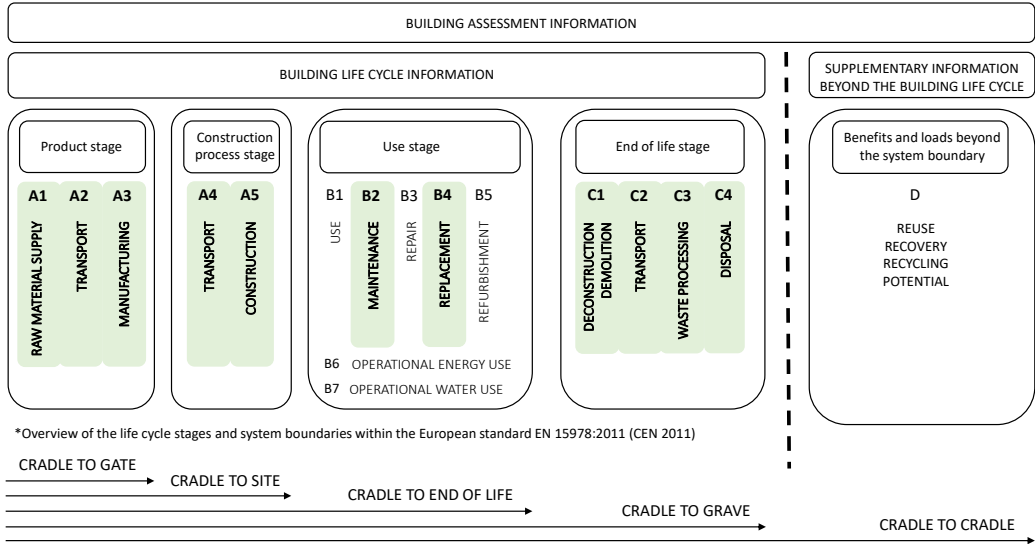 BUILDING ASSESSMENT INFORMATION
BUILDING LIFE CYCLE INFORMATION
SUPPLEMENTARY INFORMATION
BEYOND THE BUILDING LIFE CYCLE
Product stage
A1
A2
A3
RAW MATERIAL SUPPLY
TRANSPORT
MANUFACTURING
Construction
process stage
A4
A5
TRANSPORT
CONSTRUCTION
Use stage
B1
B2
B3
B4
B5
USE
MAINTENANCE
REPAIR
REPLACEMENT
REFURBISHMENT
B6 OPERATIONAL ENERGY USE
B7 OPERATIONAL WATER USE
End of life stage
C1
C2
C3
C4
DECONSTRUCTION
DEMOLITION
TRANSPORT
WASTE PROCESSING
DISPOSAL
Benefits and loads beyond
the system boundary
D
REUSE
RECOVERY
RECYCLING
POTENTIAL
*Overview of the life cycle stages and system boundaries within the European standard EN 15978:2011 (CEN 2011)
CRADLE TO GATE
CRADLE TO SITE
CRADLE TO END OF LIFE
CRADLE TO GRAVE
CRADLE TO CRADLE